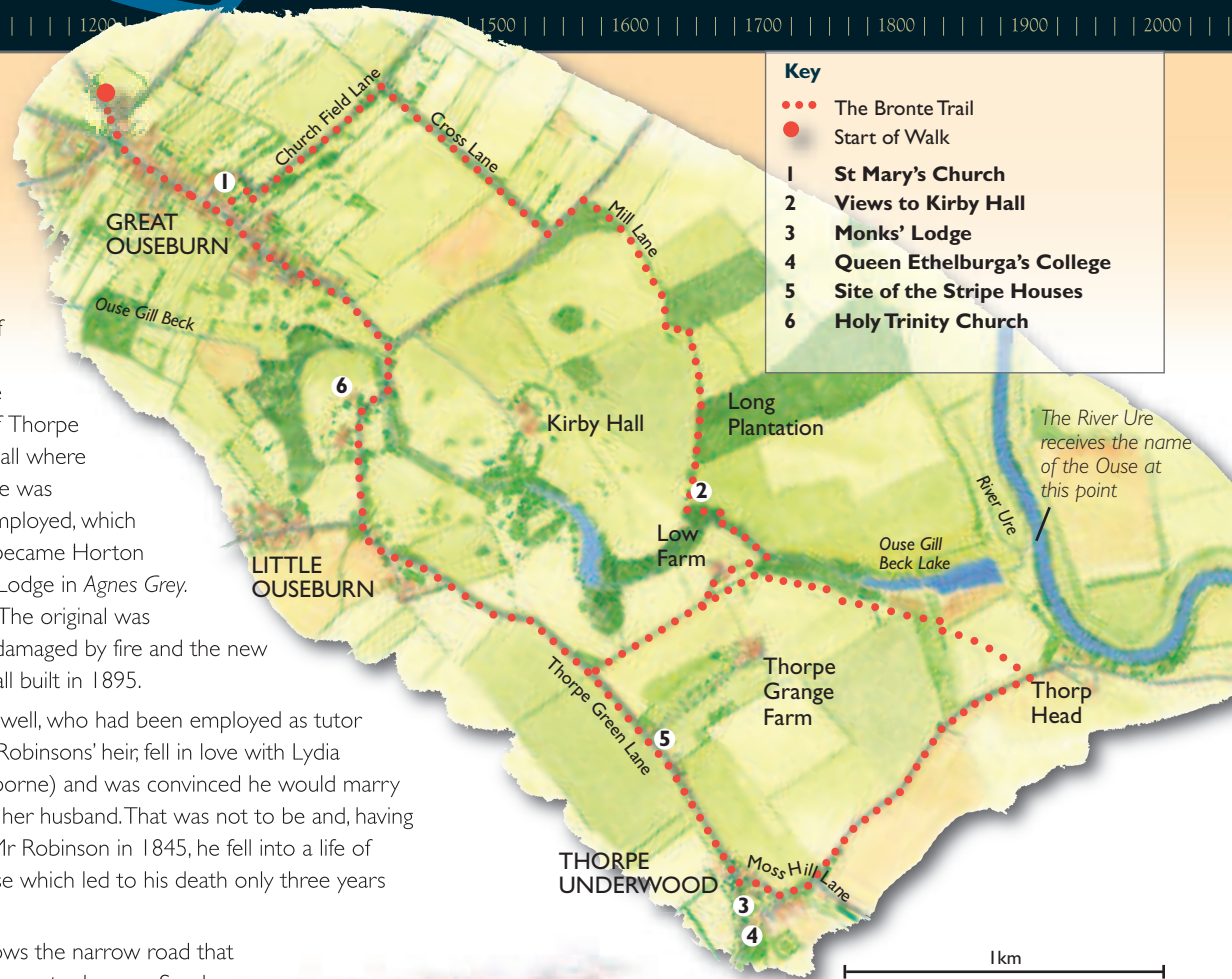 1200 1500 1600 1700 1800 1900 2000
Key
The Bronte Trail
Start of Walk
1 St Mary's Church
2 Views to Kirby Hall
3 Monks' Lodge
4 Queen Ethelburga's College
5 Site of the Stripe Houses
6 Holy Trinity Church
Church Field Lane
Cross Lane
1
GREAT
OUSEBURN
Mill Lane
Ouse Gill Beck
6
Kirby Hall
Long
Plantation
The River Ure
receives the name
of the Ouse at
this point
River Ure
2
Low
Farm
Ouse Gill
Beck Lake
LITTLE
OUSEBURN
Thorpe Green Lane
Thorpe
Grange
Farm
Thorp
Head
5
THORPE
UNDERWOOD
Moss Hill Lane
3
4
1km
Thorpe
all where
e was
mployed, which
became Horton
Lodge in Agnes Grey.
The original was
damaged by fire and the new
all built in 1895.
well, who had been employed as tutor
Robinsons' heir, fell in love with Lydia
orne) and was convinced he would marry
her husband. That was not to be and, having
Mr Robinson in 1845, he fell into a life of
se which led to his death only three years
ows the narrow road that